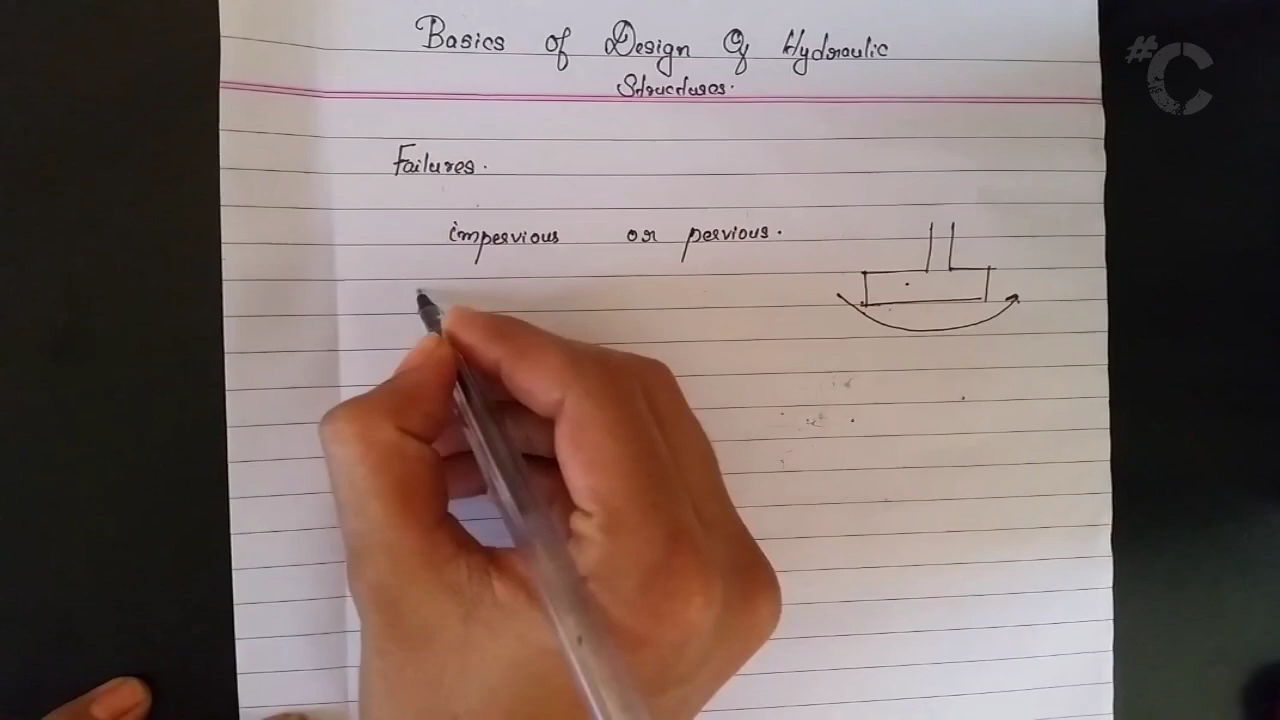 Basics of Design Of Hydraulic
Structures.
#C
Failures.
impervious or pervious.